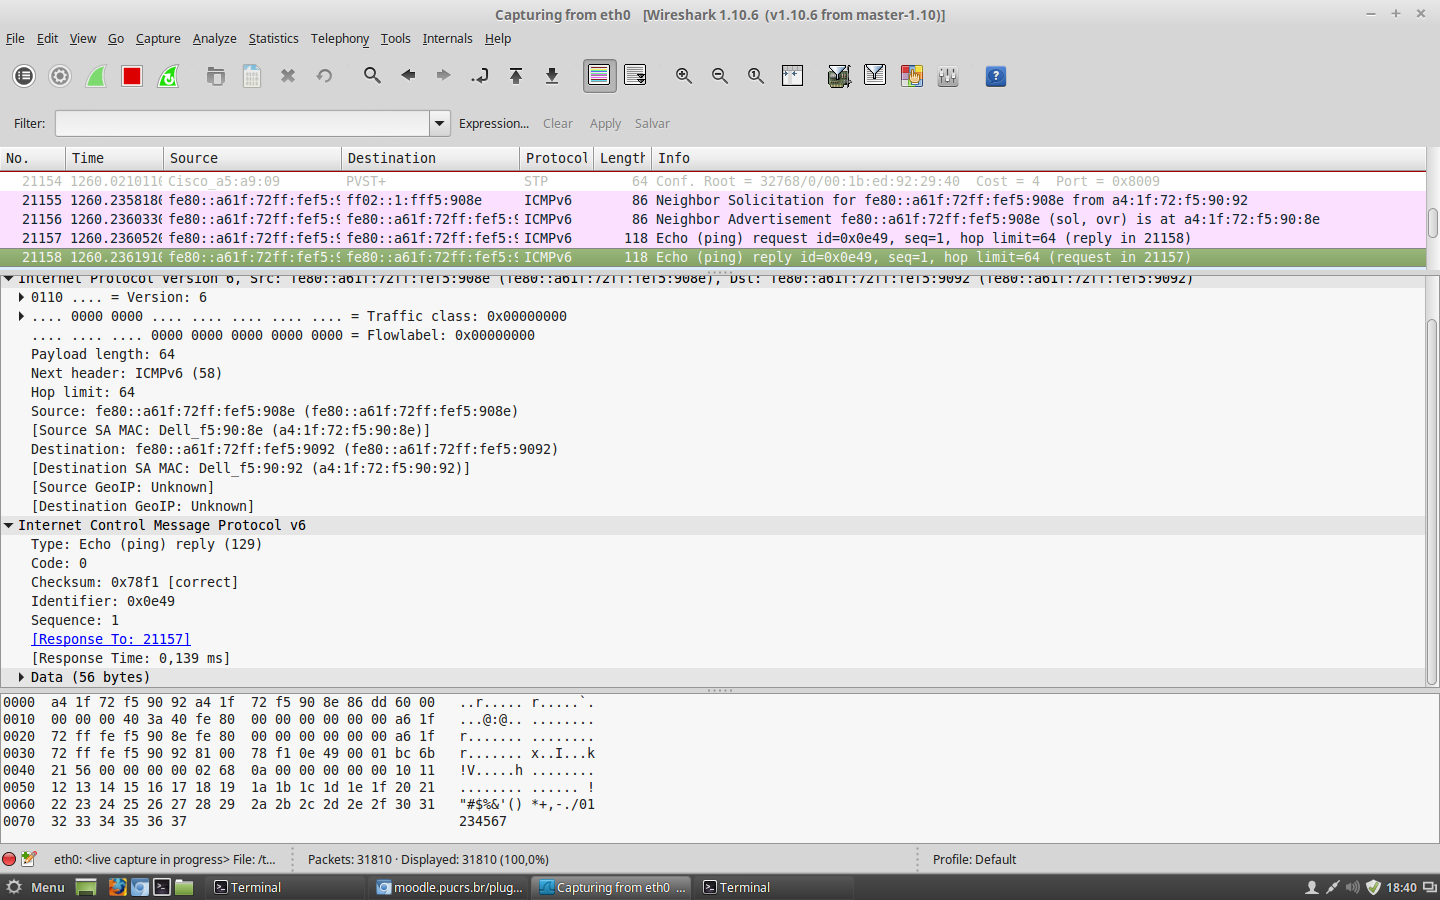 Capturing from eth0 [Wireshark 1.10.6 (v1.10.6 from master-1.10)]
File Edit View Go Capture Analyze Statistics Telephony Tools Internals Help
Filter: Expression... Clear Apply Salvar
No. Time Source Destination Protocol Length Info
21154 1260.0210110 Cisco_a5:a9:09 PVST+ STP 64 Conf. Root = 32768/0/00:1b:ed:92:29:40 Cost = 4 Port = 0x8009
21155 1260.2358180 fe80::a61f:72ff:fef5:9 ff02::1:fff5:908e ICMPv6 86 Neighbor Solicitation for fe80::a61f:72ff:fef5:908e from a4:1f:72:f5:90:92
21156 1260.2360330 fe80::a61f:72ff:fef5:9 fe80::a61f:72ff:fef5:9 ICMPv6 86 Neighbor Advertisement fe80::a61f:72ff:fef5:908e (sol, ovr) is at a4:1f:72:f5:90:8e
21157 1260.2360520 fe80::a61f:72ff:fef5:9 fe80::a61f:72ff:fef5:9 ICMPv6 118 Echo (ping) request id=0x0e49, seq=1, hop limit=64 (reply in 21158)
21158 1260.2361910 fe80::a61f:72ff:fef5:9 fe80::a61f:72ff:fef5:9 ICMPv6 118 Echo (ping) reply id=0x0e49, seq=1, hop limit=64 (request in 21157)
Internet Protocol Version 6, Src: fe80::a61f:72ff:fef5:908e (fe80::a61f:72ff:fef5:908e), Dst: fe80::a61f:72ff:fef5:9092 (fe80::a61f:72ff:fef5:9092)
0110 .... = Version: 6
.... 0000 0000 .... .... .... .... .... = Traffic class: 0x00000000
.... .... .... 0000 0000 0000 0000 0000 = Flowlabel: 0x00000000
Payload length: 64
Next header: ICMPv6 (58)
Hop limit: 64
Source: fe80::a61f:72ff:fef5:908e (fe80::a61f:72ff:fef5:908e)
[Source SA MAC: Dell_f5:90:8e (a4:1f:72:f5:90:8e)]
Destination: fe80::a61f:72ff:fef5:9092 (fe80::a61f:72ff:fef5:9092)
[Destination SA MAC: Dell_f5:90:92 (a4:1f:72:f5:90:92)]
[Source GeoIP: Unknown]
[Destination GeoIP: Unknown]
Internet Control Message Protocol v6
Type: Echo (ping) reply (129)
Code: 0
Checksum: 0x78f1 [correct]
Identifier: 0x0e49
Sequence: 1
[Response To: 21157]
[Response Time: 0,139 ms]
Data (56 bytes)
0000 a4 1f 72 f5 90 92 a4 1f 72 f5 90 8e 86 dd 60 00 ..r..... r.....`.
0010 00 00 00 40 3a 40 fe 80 00 00 00 00 00 00 a6 1f ...@:@.. ........
0020 72 ff fe f5 90 8e fe 80 00 00 00 00 00 00 a6 1f r....... ........
0030 72 ff fe f5 90 92 81 00 78 f1 0e 49 00 01 bc 6b r....... x..I...k
0040 21 56 00 00 00 00 02 68 0a 00 00 00 00 00 10 11 !V.....h ........
0050 12 13 14 15 16 17 18 19 1a 1b 1c 1d 1e 1f 20 21 ........ ...... !
0060 22 23 24 25 26 27 28 29 2a 2b 2c 2d 2e 2f 30 31 "#$%&'() *+,-./01
0070 32 33 34 35 36 37 234567
eth0: <live capture in progress> File: /t... Packets: 31810 · Displayed: 31810 (100,0%) Profile: Default
Menu Terminal moodle.pucrs.br/plug... Capturing from eth0 ... Terminal 18:40